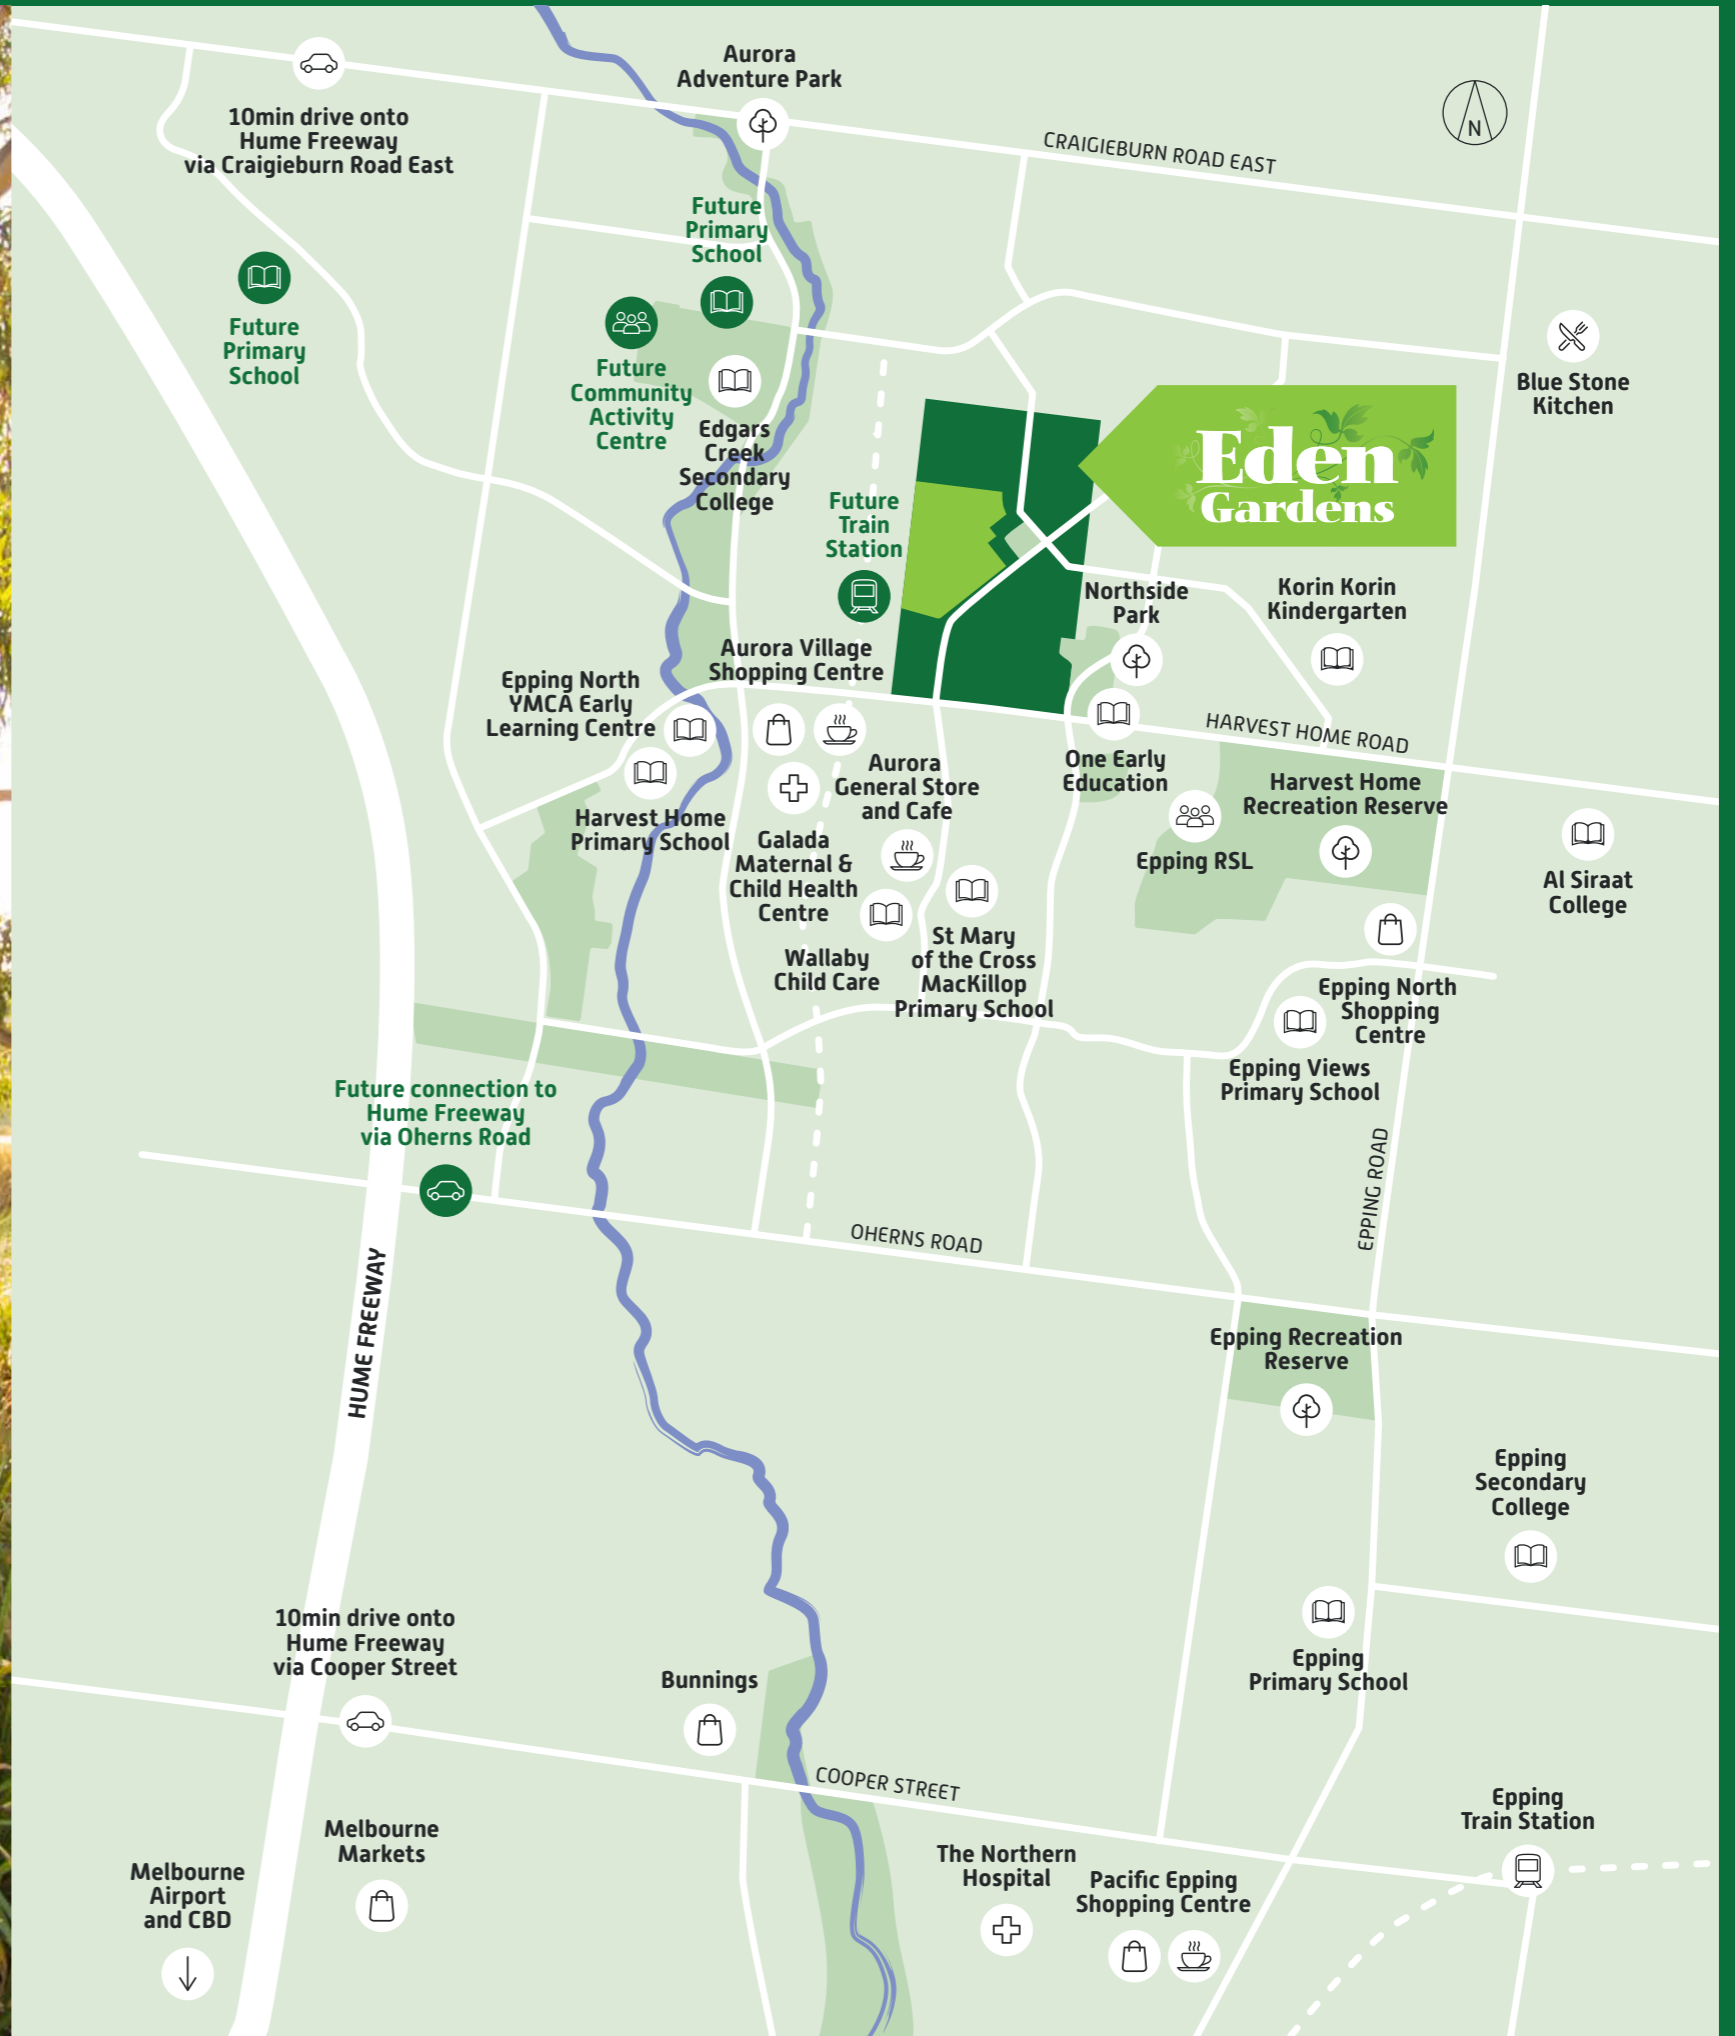 Aurora
Adventure Park
10min drive onto
Hume Freeway
via Craigieburn Road East
N
CRAIGIEBURN ROAD EAST
Future
Primary
School
Future
Primary
School
Future
Community
Activity
Centre
Edgars
Creek
Secondary
College
Blue Stone
Kitchen
Eden
Gardens
Future
Train
Station
Northside
Park
Korin Korin
Kindergarten
Aurora Village
Shopping Centre
Epping North
YMCA Early
Learning Centre
HARVEST HOME ROAD
One Early
Education
Aurora
General Store
and Cafe
Harvest Home
Recreation Reserve
Harvest Home
Primary School
Galada
Maternal &
Child Health
Centre
Epping RSL
Al Siraat
College
Wallaby
Child Care
St Mary
of the Cross
MacKillop
Primary School
Epping North
Shopping
Centre
Epping Views
Primary School
Future connection to
Hume Freeway
via Oherns Road
EPPING ROAD
OHERNS ROAD
HUME FREEWAY
Epping Recreation
Reserve
Epping
Secondary
College
10min drive onto
Hume Freeway
via Cooper Street
Bunnings
Epping
Primary School
COOPER STREET
Epping
Train Station
Melbourne
Markets
Melbourne
Airport
and CBD
The Northern
Hospital
Pacific Epping
Shopping Centre